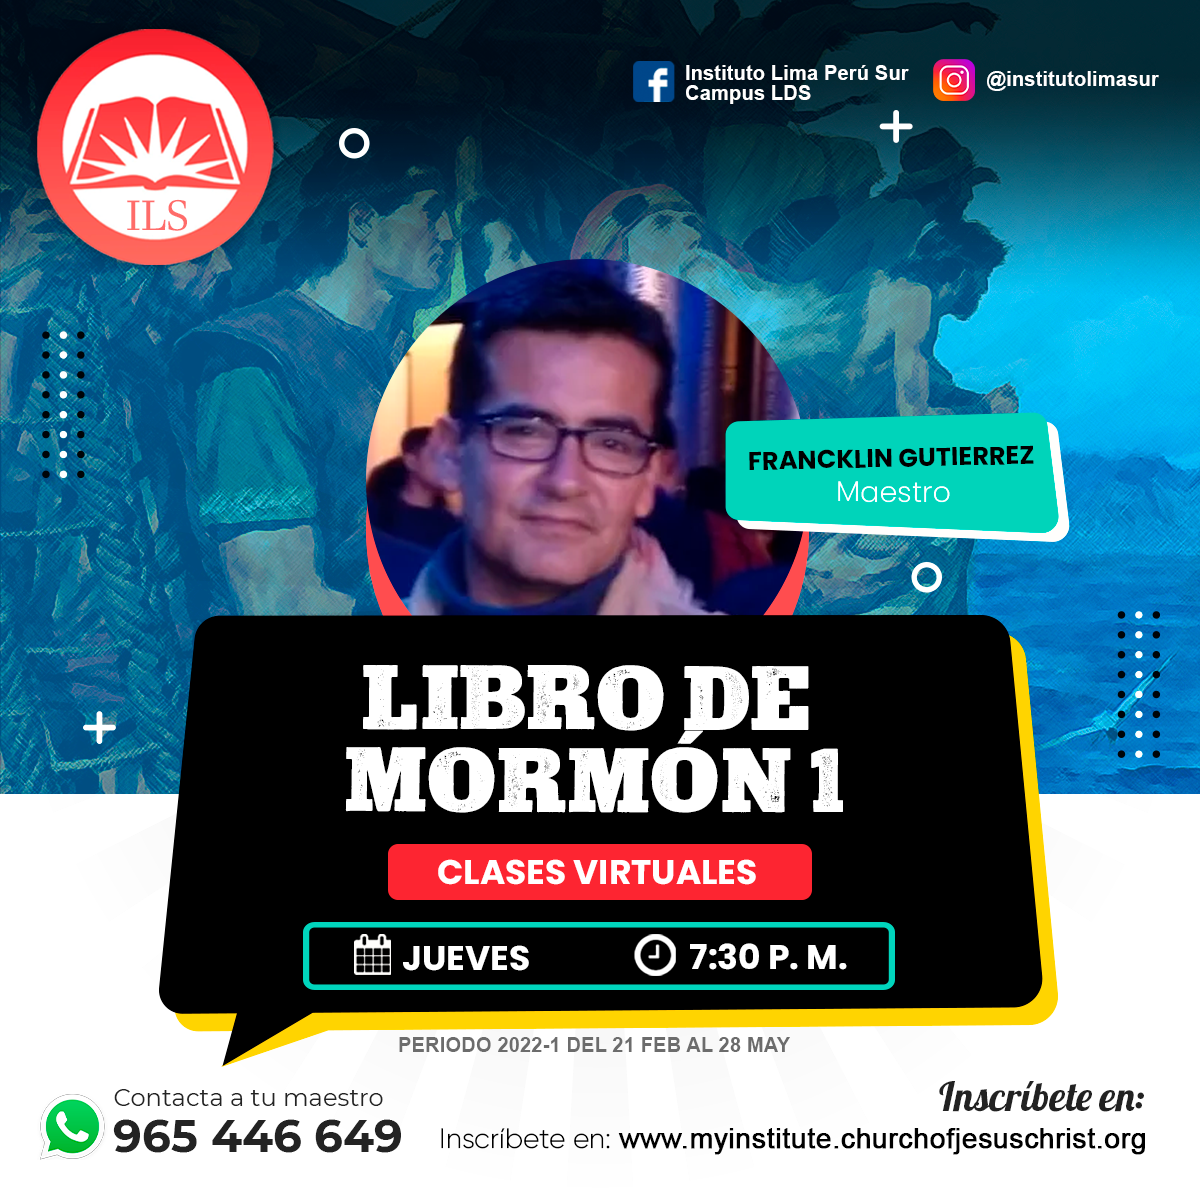 ILS
Instituto Lima Perú Sur
Campus LDS
@institutolimasur
FRANCKLIN GUTIERREZ
Maestro
LIBRO DE
MORMÓN 1
CLASES VIRTUALES
JUEVES
7:30 P. M.
PERIODO 2022-1 DEL 21 FEB AL 28 MAY
Contacta a tu maestro
965 446 649
Inscríbete en:
Inscríbete en: www.myinstitute.churchofjesuschrist.org